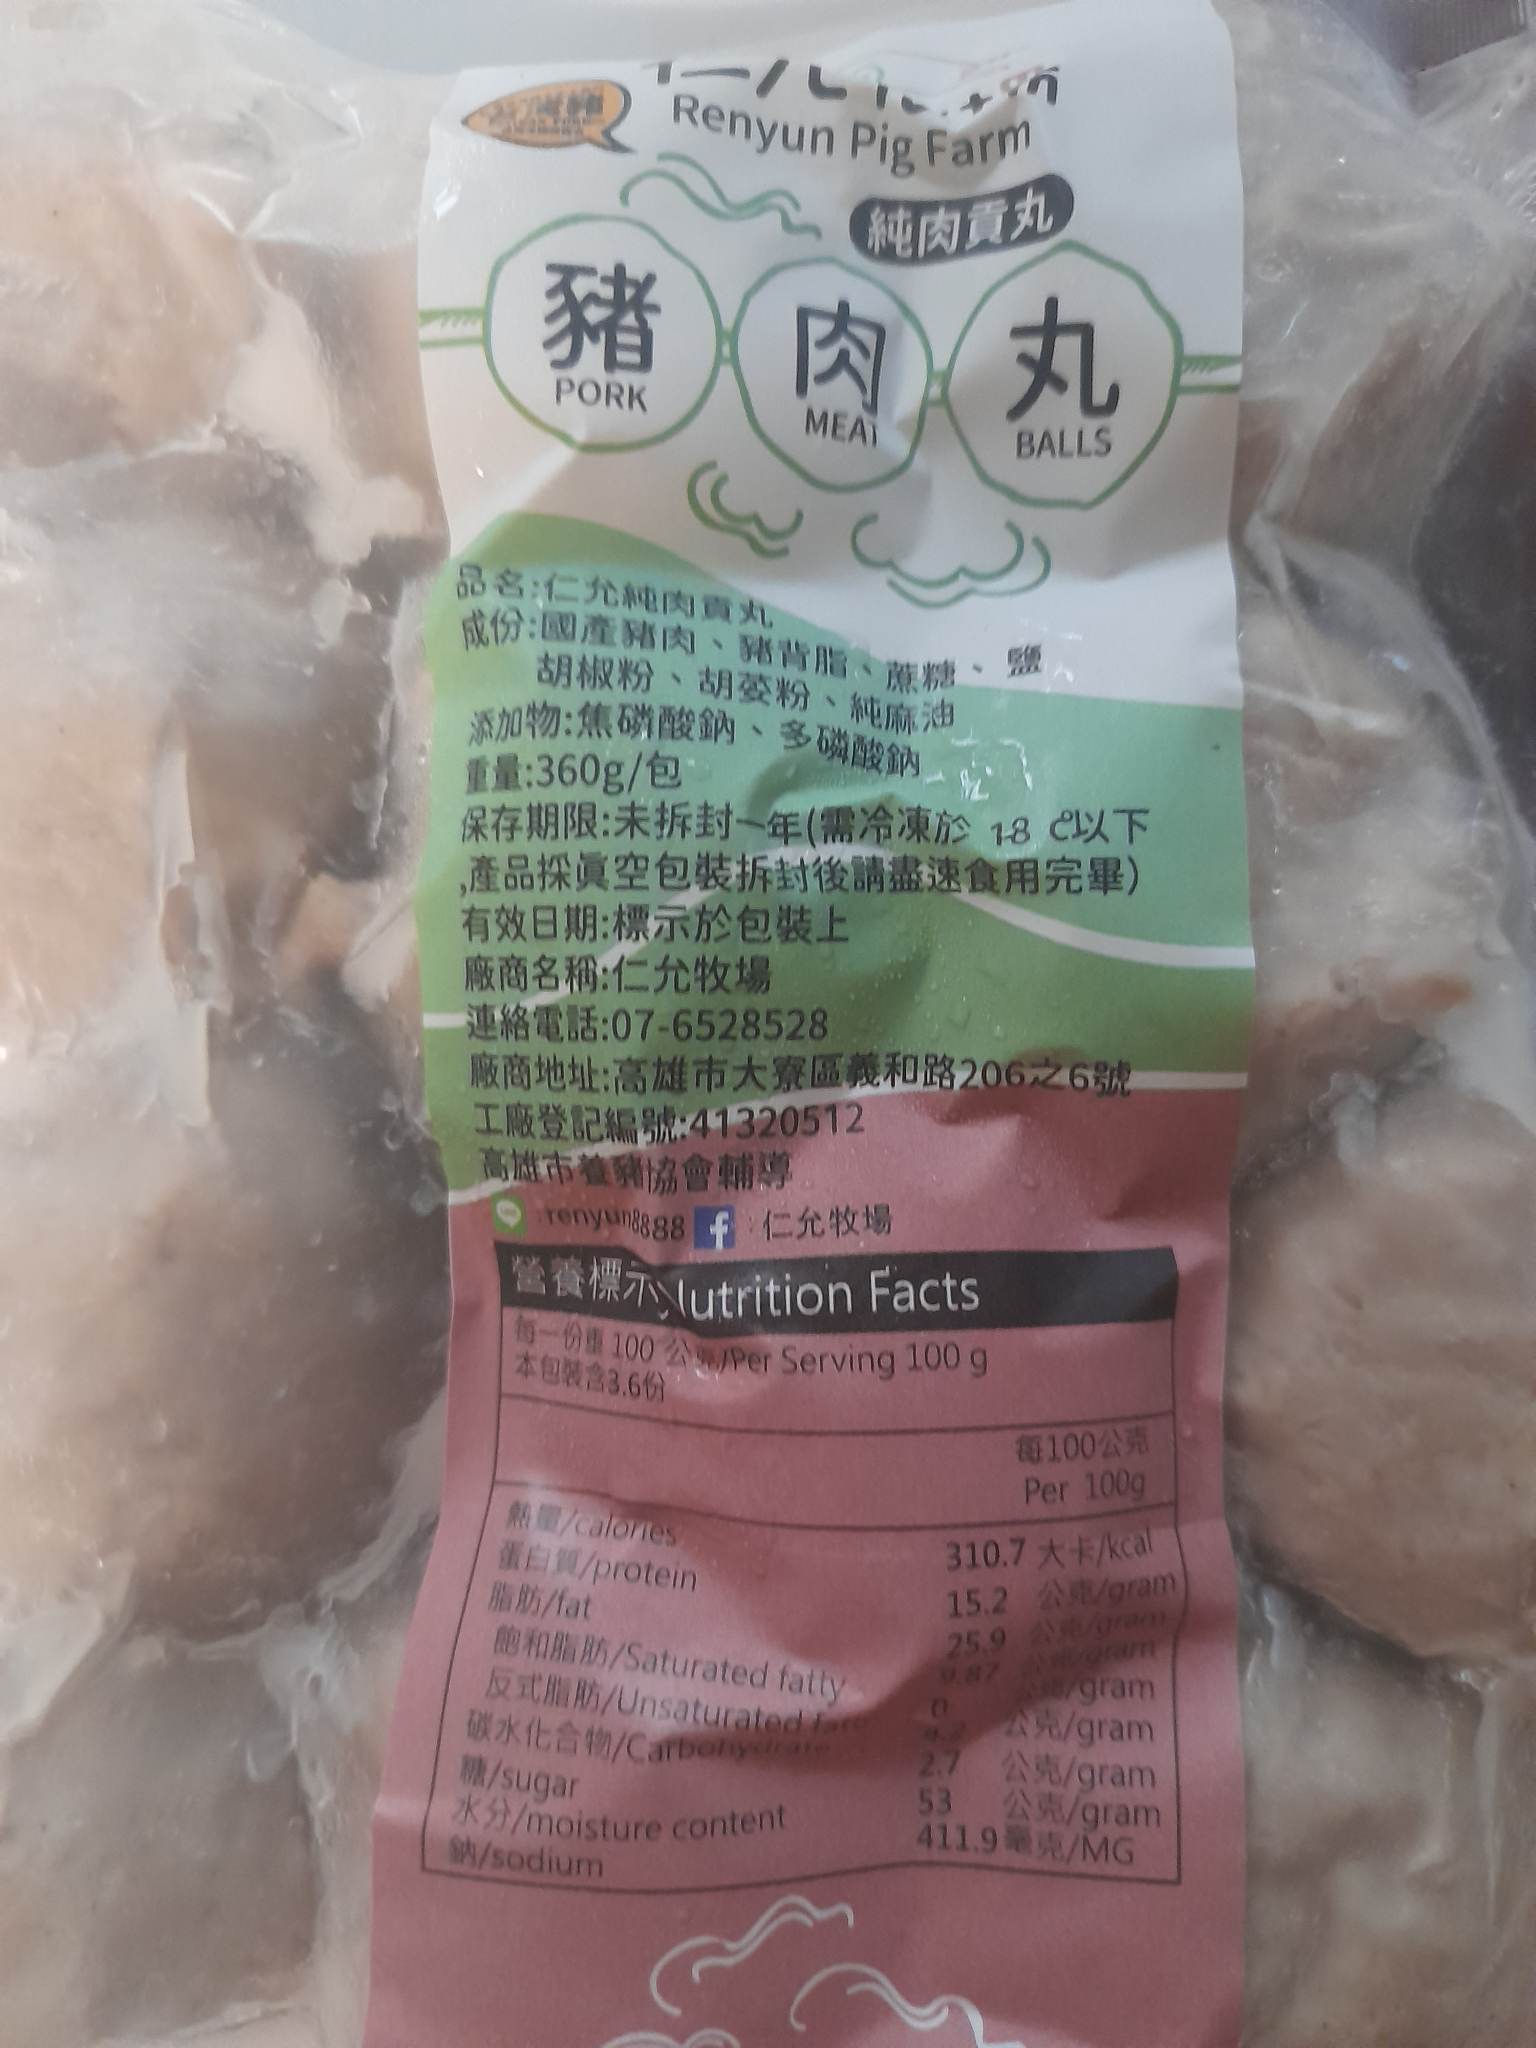 Renyun Pig Farm
純肉貢丸
豬 肉 丸
PORK MEAT BALLS
品名:仁允純肉貢丸
成份:國產豬肉、豬背脂、蔗糖、鹽
胡椒粉、胡荽粉、純麻油
添加物:焦磷酸鈉、多磷酸鈉
重量:360g/包
保存期限:未拆封一年(需冷凍於 18 ℃以下
,產品採真空包裝拆封後請盡速食用完畢)
有效日期:標示於包裝上
廠商名稱:仁允牧場
連絡電話:07-6528528
廠商地址:高雄市大寮區義和路206之6號
工廠登記編號:41320512
高雄市養豬協會輔導
:renyun8888 :仁允牧場
營養標示 Nutrition Facts
每一份重 100 公克/Per Serving 100 g
本包裝含3.6份
每100公克
Per 100g
熱量/calories 310.7 大卡/kcal
蛋白質/protein 15.2 公克/gram
脂肪/fat 25.9 公克/gram
飽和脂肪/Saturated fatty 9.87 公克/gram
反式脂肪/Unsaturated 0 公克/gram
碳水化合物/Carbohydrate 公克/gram
糖/sugar 2.7 公克/gram
水分/moisture content 53 公克/gram
鈉/sodium 411.9 毫克/MG